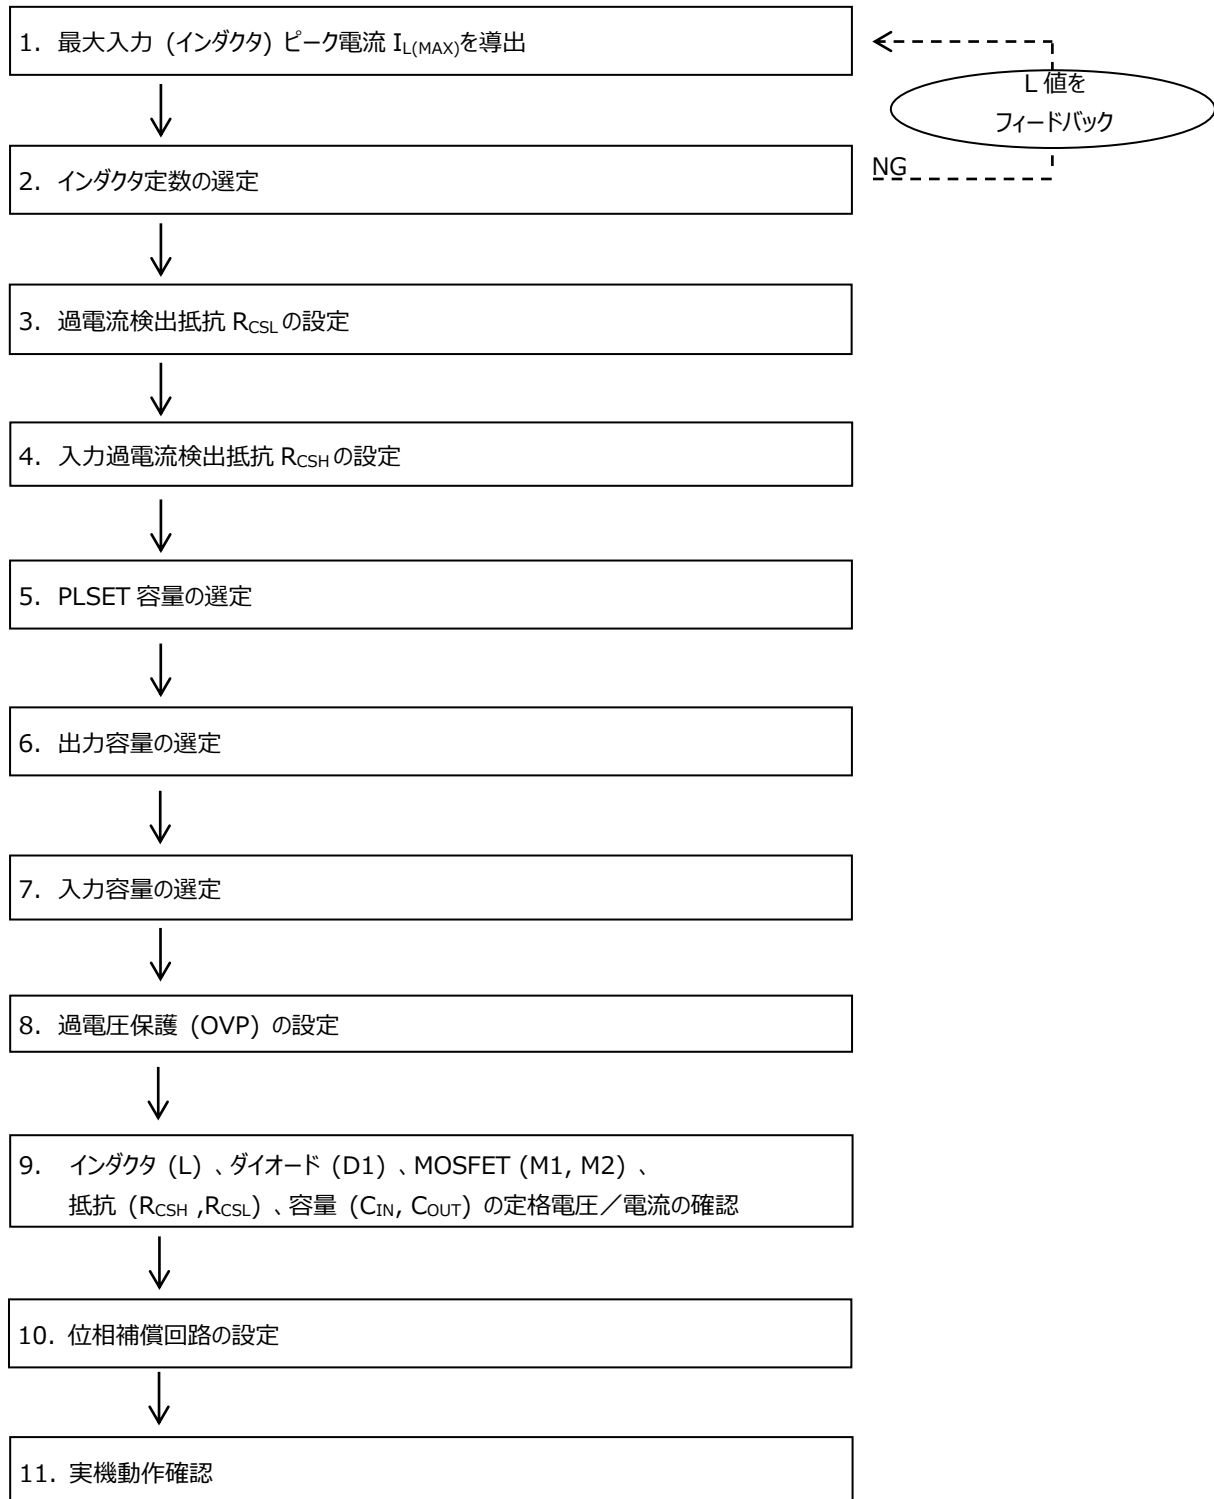 1. 最大入力 (インダクタ) ピーク電流 IL(MAX)を導出
L 値を
フィードバック
NG
2. インダクタ定数の選定
3. 過電流検出抵抗 RCSL の設定
4. 入力過電流検出抵抗 RCSH の設定
5. PLSET 容量の選定
6. 出力容量の選定
7. 入力容量の選定
8. 過電圧保護 (OVP) の設定
9. インダクタ (L) 、ダイオード (D1) 、MOSFET (M1, M2) 、
抵抗 (RCSH ,RCSL) 、容量 (CIN, COUT) の定格電圧／電流の確認
10. 位相補償回路の設定
11. 実機動作確認